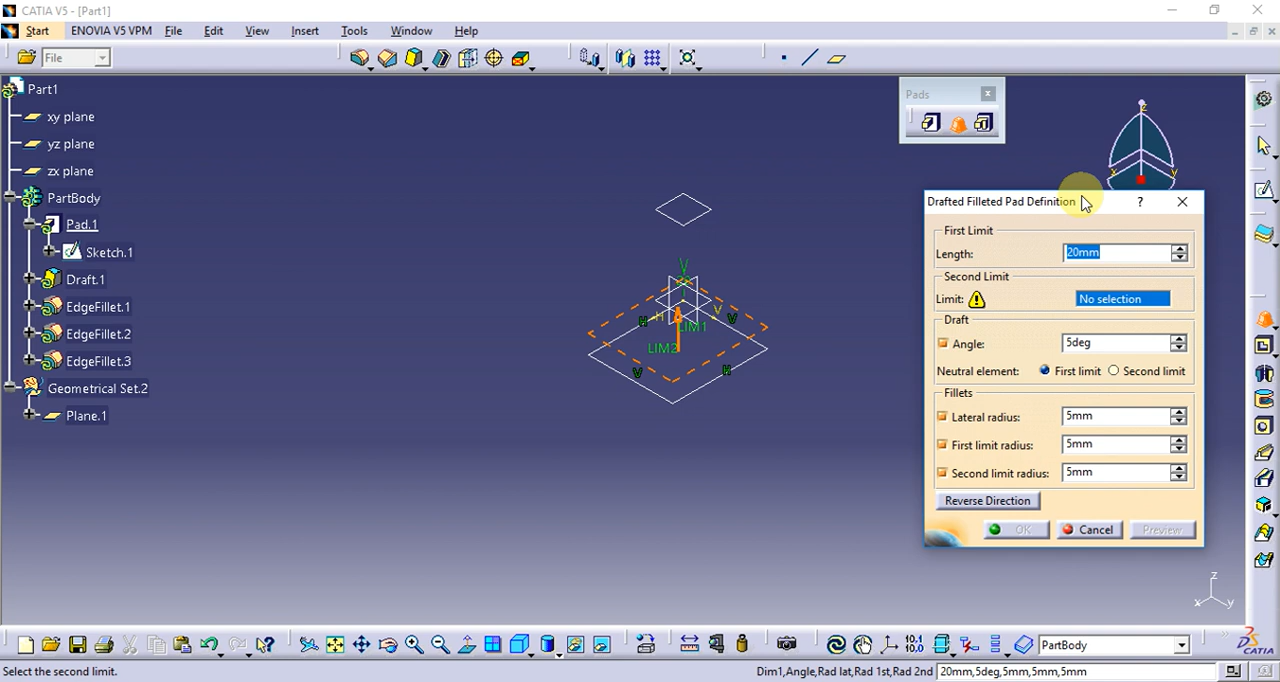 CATIA V5 - [Part1]
Start ENOVIA V5 VPM File Edit View Insert Tools Window Help
File
Part1
xy plane
yz plane
zx plane
PartBody
Pad.1
Sketch.1
Draft.1
EdgeFillet.1
EdgeFillet.2
EdgeFillet.3
Geometrical Set.2
Plane.1
V
H
V
H
V
LIM1
LIM2
V
H
Pads
z
x
y
Drafted Filleted Pad Definition
?
First Limit
Length: 20mm
Second Limit
Limit: No selection
Draft
Angle: 5deg
Neutral element: First limit Second limit
Fillets
Lateral radius: 5mm
First limit radius: 5mm
Second limit radius: 5mm
Reverse Direction
OK Cancel Preview
z
x
y
10.1
10.0
PartBody
CATIA
Select the second limit.
Dim1,Angle,Rad lat,Rad 1st,Rad 2nd 20mm,5deg,5mm,5mm,5mm